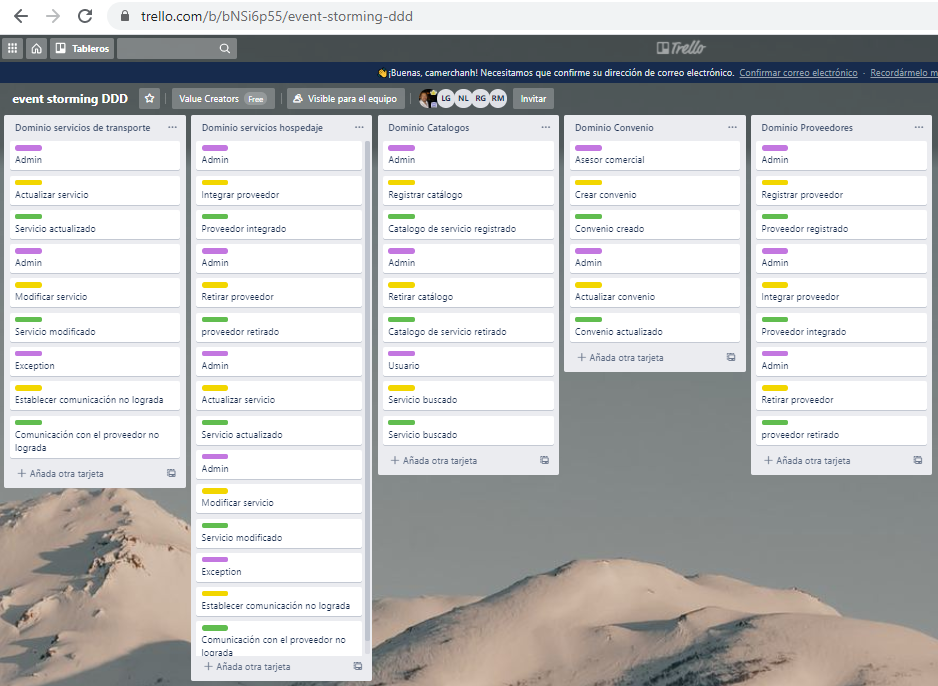 trello.com/b/bNSi6p55/event-storming-ddd
Tableros
Trello
¡Buenas, camerchanh! Necesitamos que confirme su dirección de correo electrónico. Confirmar correo electrónico · Recordármelo m
event storming DDD
Value Creators Free
Visible para el equipo
LG NL RG RM
Invitar
Dominio servicios de transporte
Admin
Actualizar servicio
Servicio actualizado
Admin
Modificar servicio
Servicio modificado
Exception
Establecer comunicación no lograda
Comunicación con el proveedor no
lograda
+ Añada otra tarjeta
Dominio servicios hospedaje
Admin
Integrar proveedor
Proveedor integrado
Admin
Retirar proveedor
proveedor retirado
Admin
Actualizar servicio
Servicio actualizado
Admin
Modificar servicio
Servicio modificado
Exception
Establecer comunicación no lograda
Comunicación con el proveedor no
lograda
+ Añada otra tarjeta
Dominio Catalogos
Admin
Registrar catálogo
Catalogo de servicio registrado
Admin
Retirar catálogo
Catalogo de servicio retirado
Usuario
Servicio buscado
Servicio buscado
+ Añada otra tarjeta
Dominio Convenio
Asesor comercial
Crear convenio
Convenio creado
Admin
Actualizar convenio
Convenio actualizado
+ Añada otra tarjeta
Dominio Proveedores
Admin
Registrar proveedor
Proveedor registrado
Admin
Integrar proveedor
Proveedor integrado
Admin
Retirar proveedor
proveedor retirado
+ Añada otra tarjeta